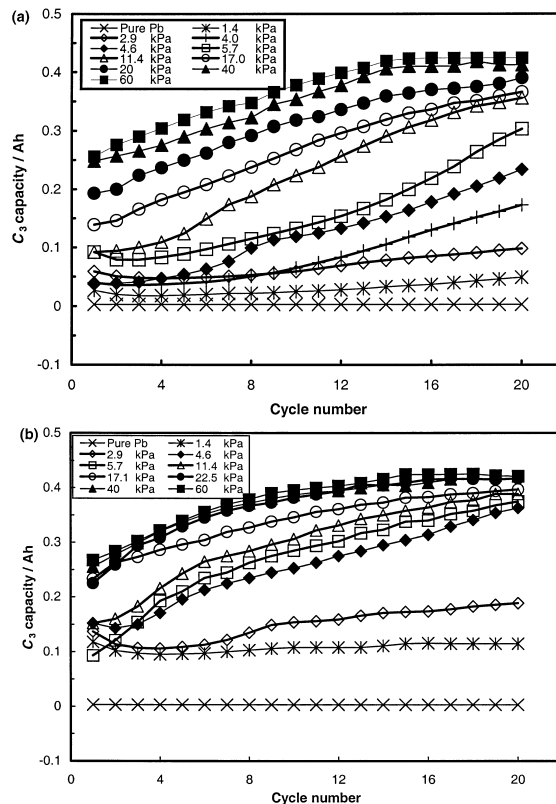 (a)
Pure Pb 1.4 kPa
2.9 kPa 4.0 kPa
4.6 kPa 5.7 kPa
11.4 kPa 17.0 kPa
20 kPa 40 kPa
60 kPa
0.5
0.4
0.3
0.2
0.1
0
-0.1
C3 capacity / Ah
0 4 8 12 16 20
Cycle number
(b)
Pure Pb 1.4 kPa
2.9 kPa 4.6 kPa
5.7 kPa 11.4 kPa
17.1 kPa 22.5 kPa
40 kPa 60 kPa
0.5
0.4
0.3
0.2
0.1
0
-0.1
C3 capacity / Ah
0 4 8 12 16 20
Cycle number